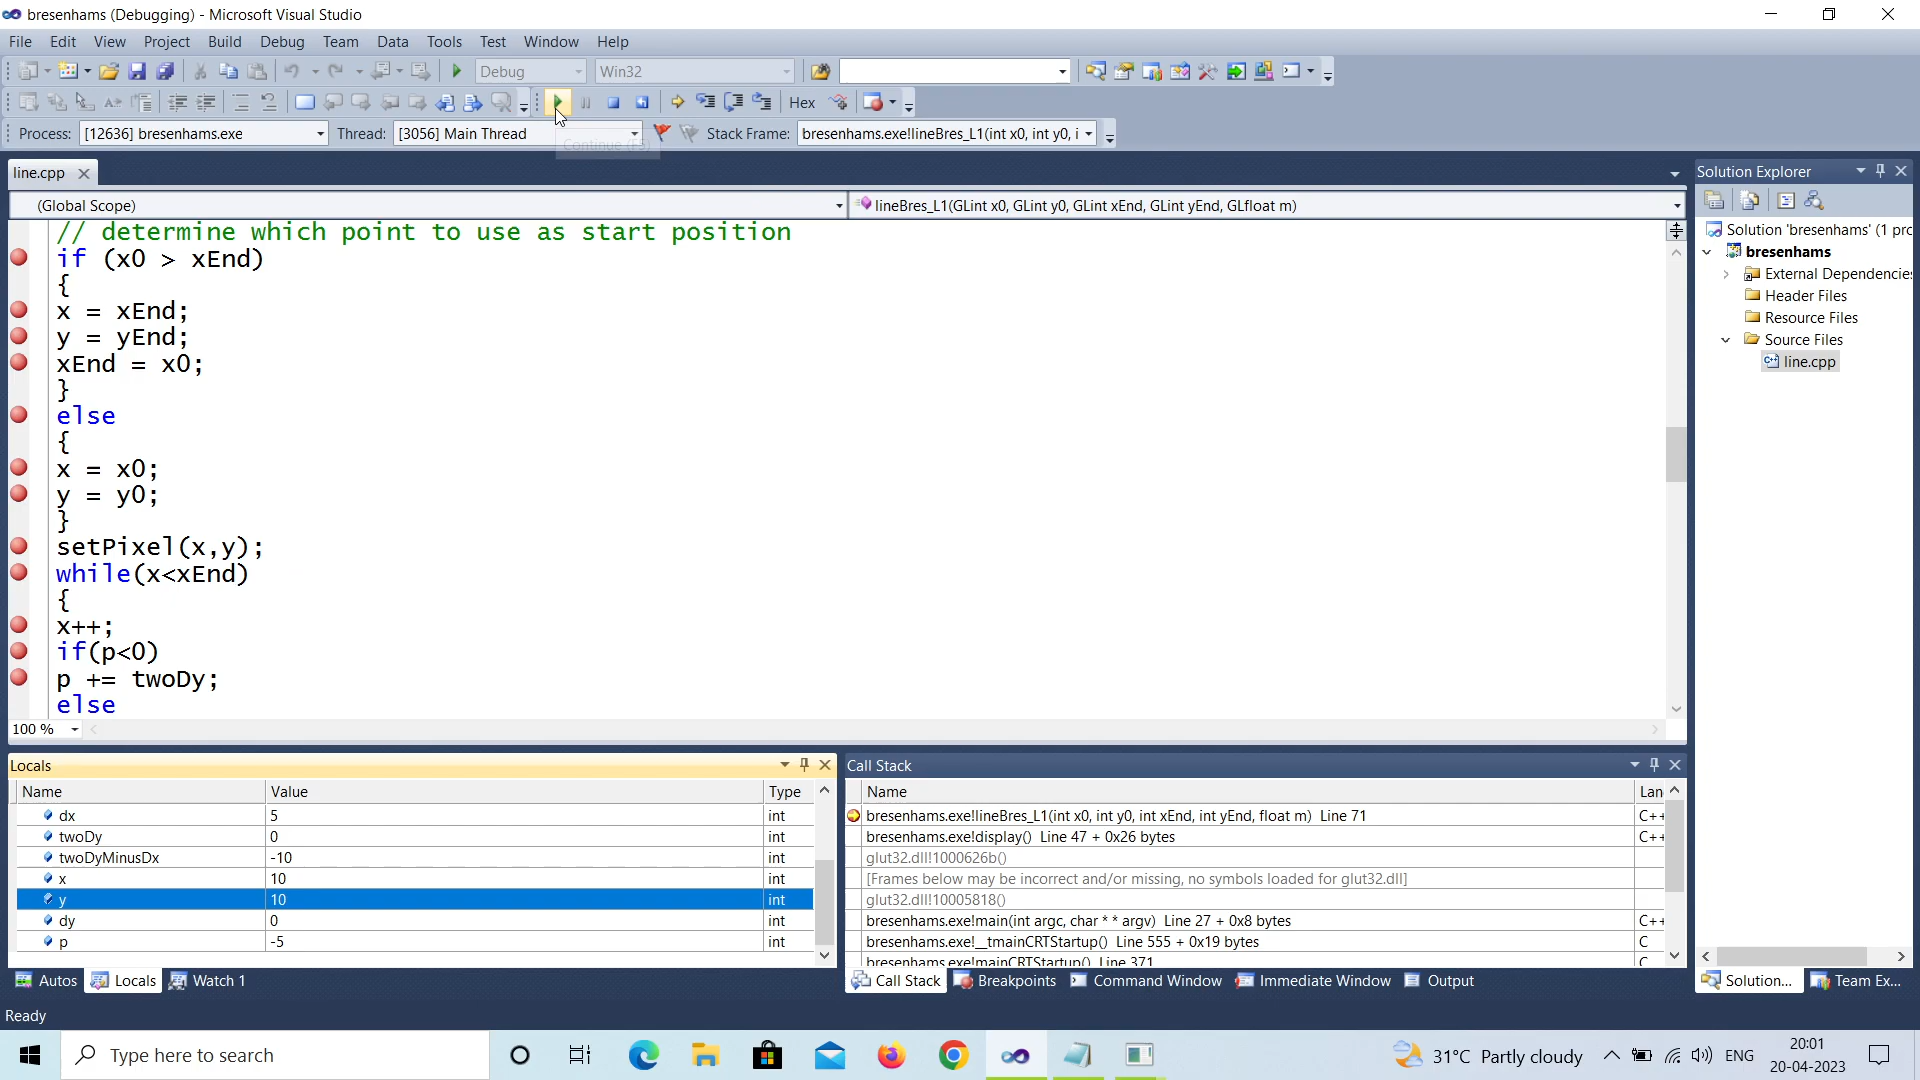 bresenhams (Debugging) - Microsoft Visual Studio
File Edit View Project Build Debug Team Data Tools Test Window Help
Debug Win32
Hex
Process: [12636] bresenhams.exe Thread: [3056] Main Thread Stack Frame: bresenhams.exe!lineBres_L1(int x0, int y0, i
Continue (F5)
line.cpp
(Global Scope) lineBres_L1(GLint x0, GLint y0, GLint xEnd, GLint yEnd, GLfloat m)
// determine which point to use as start position
if (x0 > xEnd)
{
x = xEnd;
y = yEnd;
xEnd = x0;
}
else
{
x = x0;
y = y0;
}
setPixel(x,y);
while(x<xEnd)
{
x++;
if(p<0)
p += twoDy;
else
100 %
Solution Explorer
Solution 'bresenhams' (1 pro
bresenhams
External Dependencies
Header Files
Resource Files
Source Files
line.cpp
Locals
Name Value Type
dx 5 int
twoDy 0 int
twoDyMinusDx -10 int
x 10 int
y 10 int
dy 0 int
p -5 int
Autos Locals Watch 1
Call Stack
Name Lan
bresenhams.exe!lineBres_L1(int x0, int y0, int xEnd, int yEnd, float m) Line 71 C++
bresenhams.exe!display() Line 47 + 0x26 bytes C++
glut32.dll!1000626b()
[Frames below may be incorrect and/or missing, no symbols loaded for glut32.dll]
glut32.dll!10005818()
bresenhams.exe!main(int argc, char * * argv) Line 27 + 0x8 bytes C++
bresenhams.exe!__tmainCRTStartup() Line 555 + 0x19 bytes C
bresenhams.exe!mainCRTStartup() Line 371 C
Call Stack Breakpoints Command Window Immediate Window Output
Solution... Team Ex...
Ready
Type here to search
31°C Partly cloudy
ENG
20:01
20-04-2023